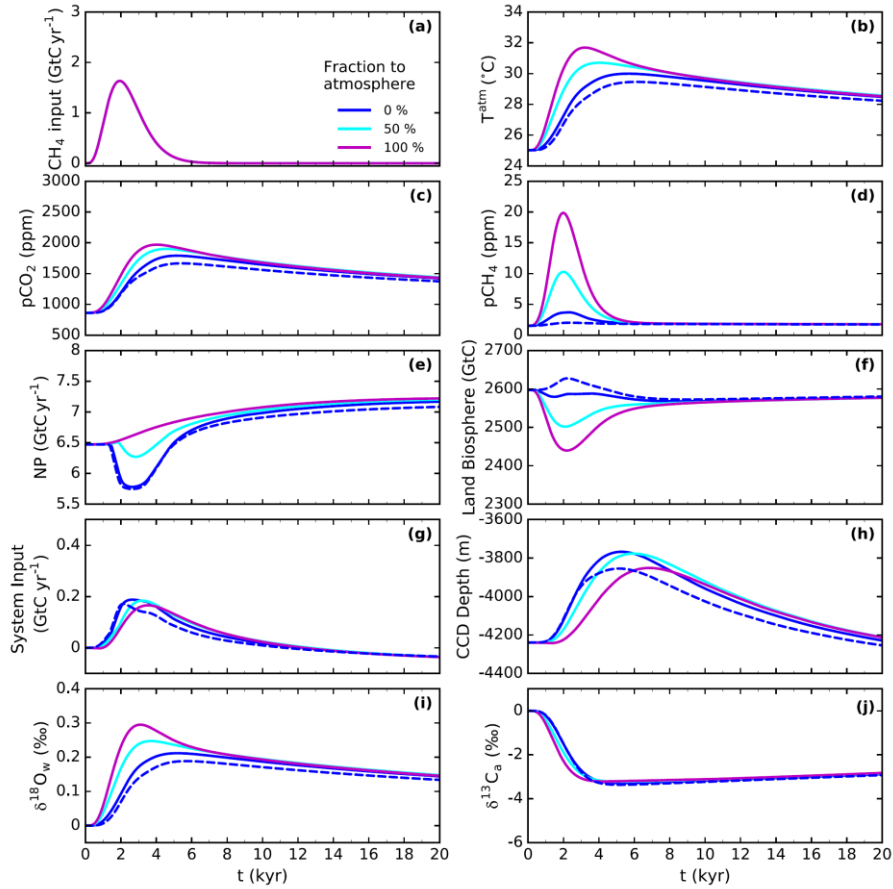 (a)
CH₄ input (GtC yr⁻¹)
3
2
1
0
Fraction to
atmosphere
0 %
50 %
100 %
(b)
Tᵃᵗᵐ (°C)
34
32
30
28
26
24
(c)
pCO₂ (ppm)
3000
2500
2000
1500
1000
500
(d)
pCH₄ (ppm)
25
20
15
10
5
0
(e)
NP (GtC yr⁻¹)
8
7.5
7
6.5
6
5.5
(f)
Land Biosphere (GtC)
2700
2600
2500
2400
2300
2200
(g)
System Input
(GtC yr⁻¹)
0.4
0.2
0
(h)
CCD Depth (m)
-3600
-3800
-4000
-4200
-4400
(i)
δ¹⁸O_w (‰)
0.4
0.3
0.2
0.1
0
0 2 4 6 8 10 12 14 16 18 20
t (kyr)
(j)
δ¹³Cₐ (‰)
0
-2
-4
-6
0 2 4 6 8 10 12 14 16 18 20
t (kyr)